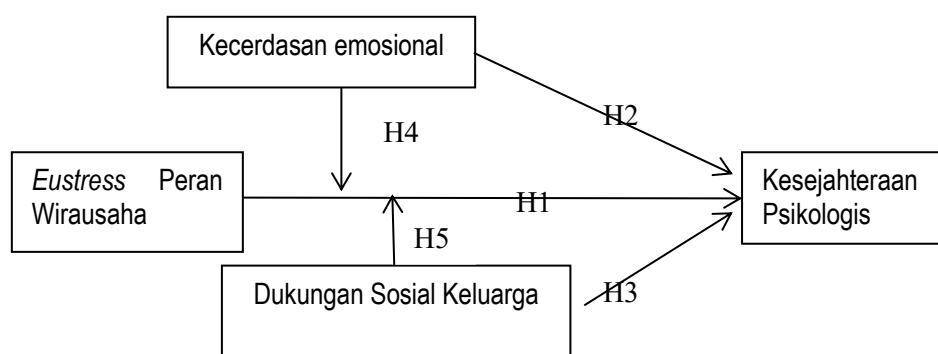 Kecerdasan emosional
H2
H4
Eustress Peran
Wirausaha
H1
Kesejahteraan
Psikologis
H5
Dukungan Sosial Keluarga
H3